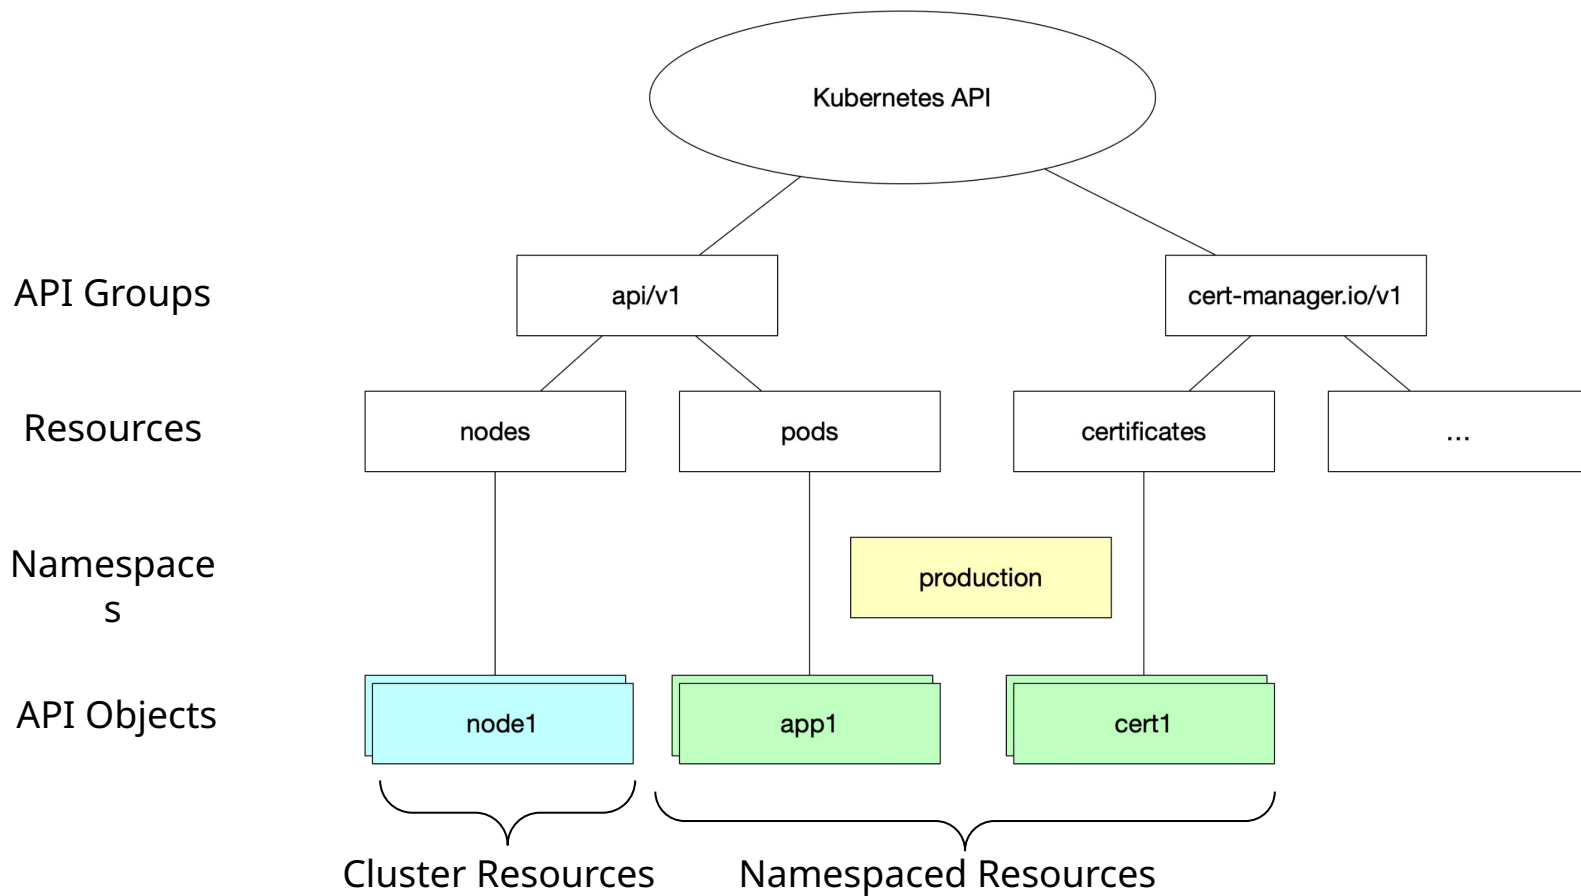 Kubernetes API
API Groups
api/v1
cert-manager.io/v1
Resources
nodes
pods
certificates
...
Namespace
s
production
API Objects
node1
app1
cert1
Cluster Resources
Namespaced Resources